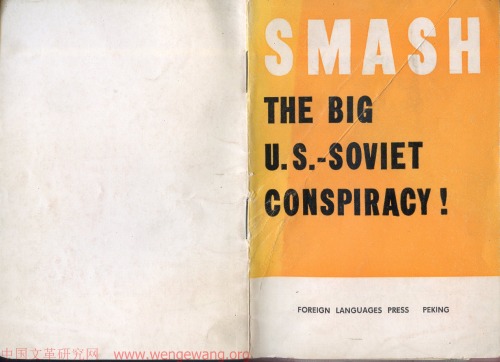 SMASH
THE BIG
U.S.-SOVIET
CONSPIRACY!
FOREIGN LANGUAGES PRESS PEKING
中国文革研究网 www.wengewang.org